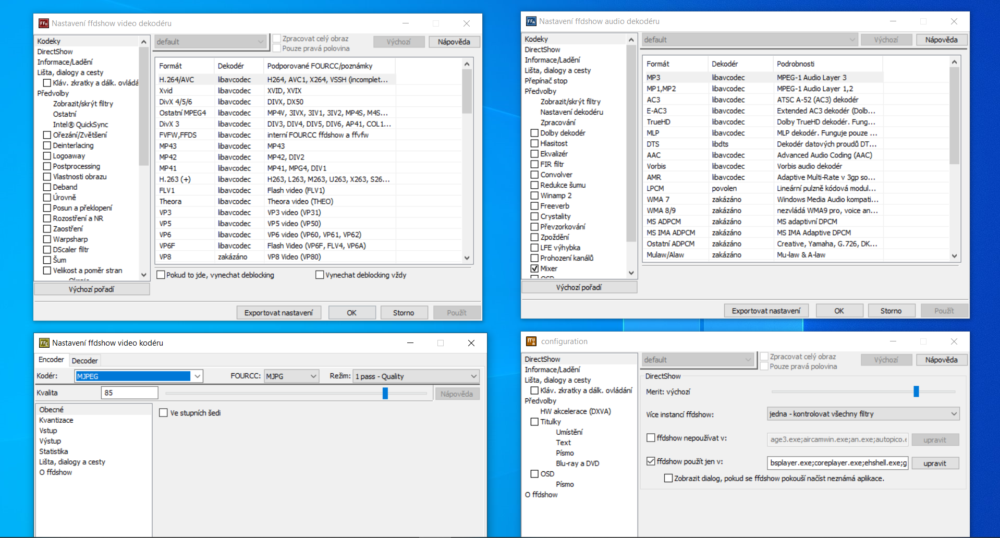 Nastavení ffdshow video dekodéru
Kodeky
DirectShow
Informace/Ladění
Lišta, dialogy a cesty
Kláv. zkratky a dálk. ovládá
Předvolby
Zobrazit/skrýt filtry
Ostatní
Intel® QuickSync
Ořezání/Zvětšení
Deinterlacing
Logoaway
Postprocessing
Vlastnosti obrazu
Deband
Úrovně
Posun a překlopení
Rozostření a NR
Zaostření
Warpsharp
DScaler filtr
Šum
Velikost a poměr stran
Výchozí pořadí
default
Zpracovat celý obraz
Pouze pravá polovina
Výchozí
Nápověda
Formát Dekodér Podporované FOURCC/poznámky
H.264/AVC libavcodec H264, AVC1, X264, VSSH (incomplet...
Xvid libavcodec XVID, XVIX
DivX 4/5/6 libavcodec DIVX, DX50
Ostatní MPEG4 libavcodec MP4V, 3IVX, 3IV1, 3IV2, MP4S, M4S...
DivX 3 libavcodec DIV3, DIV4, DIV5, DIV6, AP41, COL1...
FVFW,FFDS libavcodec interní FOURCC ffdshow a ffvfw
MP43 libavcodec MP43
MP42 libavcodec MP42, DIV2
MP41 libavcodec MP41, MPG4, DIV1
H.263 (+) libavcodec H263, L263, M263, U263, X263, S26...
FLV1 libavcodec Flash video (FLV1)
Theora libavcodec Theora video (THEO)
VP3 libavcodec VP3 video (VP31)
VP5 libavcodec VP5 video (VP50)
VP6 libavcodec VP6 video (VP60, VP61, VP62)
VP6F libavcodec Flash Video (VP6F, FLV4, VP6A)
VP8 zakázáno VP8 Video (VP80)
Pokud to jde, vynechat deblocking
Vynechat deblocking vždy
Exportovat nastavení
OK
Storno
Použít
Nastavení ffdshow audio dekodéru
Kodeky
DirectShow
Informace/Ladění
Lišta, dialogy a cesty
Přepínač stop
Předvolby
Zobrazit/skrýt filtry
Nastavení dekodéru
Zpracování
Dolby dekodér
Hlasitost
Ekvalizér
FIR filtr
Convolver
Redukce šumu
Winamp 2
Freeverb
Crystality
Převzorkování
Zpoždění
LFE výhybka
Prohození kanálů
Mixer
OSD
Výchozí pořadí
default
Výchozí
Nápověda
Formát Dekodér Podrobnosti
MP3 libavcodec MPEG-1 Audio Layer 3
MP1,MP2 libavcodec MPEG-1 Audio Layer 1,2
AC3 libavcodec ATSC A-52 (AC3) dekodér
E-AC3 libavcodec Extended AC3 dekodér (Dolb...
TrueHD libavcodec Dolby TrueHD dekodér. Fung...
MLP libavcodec MLP dekodér. Funguje pouze ...
DTS libdts Dekodér datových proudů DT...
AAC libavcodec Advanced Audio Coding (AAC)
Vorbis libavcodec Vorbis audio dekodér
AMR libavcodec Adaptive Multi-Rate v 3gp so...
LPCM povolen Lineární pulzně kódová modul...
WMA 7 zakázáno Windows Media Audio kompati...
WMA 8/9 zakázáno nezvládá WMA9 pro, voice an...
MS ADPCM zakázáno MS adaptivní DPCM
MS IMA ADPCM zakázáno MS IMA Adaptive DPCM
Ostatní ADPCM zakázáno Creative, Yamaha, G.726, DK...
Mulaw/Alaw zakázáno Mu-law & A-law
Exportovat nastavení
OK
Storno
Použít
Nastavení ffdshow video kodéru
Encoder
Decoder
Kodér: MJPEG
FOURCC: MJPG
Režim: 1 pass - Quality
Kvalita 85
Nápověda
Obecné
Kvantizace
Vstup
Výstup
Statistika
Lišta, dialogy a cesty
O ffdshow
Ve stupních šedi
configuration
DirectShow
Informace/Ladění
Lišta, dialogy a cesty
Kláv. zkratky a dálk. ovládání
Předvolby
HW akcelerace (DXVA)
Titulky
Umístění
Text
Písmo
Blu-ray a DVD
OSD
Písmo
O ffdshow
default
Zpracovat celý obraz
Pouze pravá polovina
Výchozí
Nápověda
DirectShow
Merit: výchozí
Více instancí ffdshow: jedna - kontrolovat všechny filtry
ffdshow nepoužívat v: age3.exe;aircamwin.exe;an.exe;autopico.e
upravit
ffdshow použít jen v: bsplayer.exe;coreplayer.exe;ehshell.exe;g
upravit
Zobrazit dialog, pokud se ffdshow pokouší načíst neznámá aplikace.